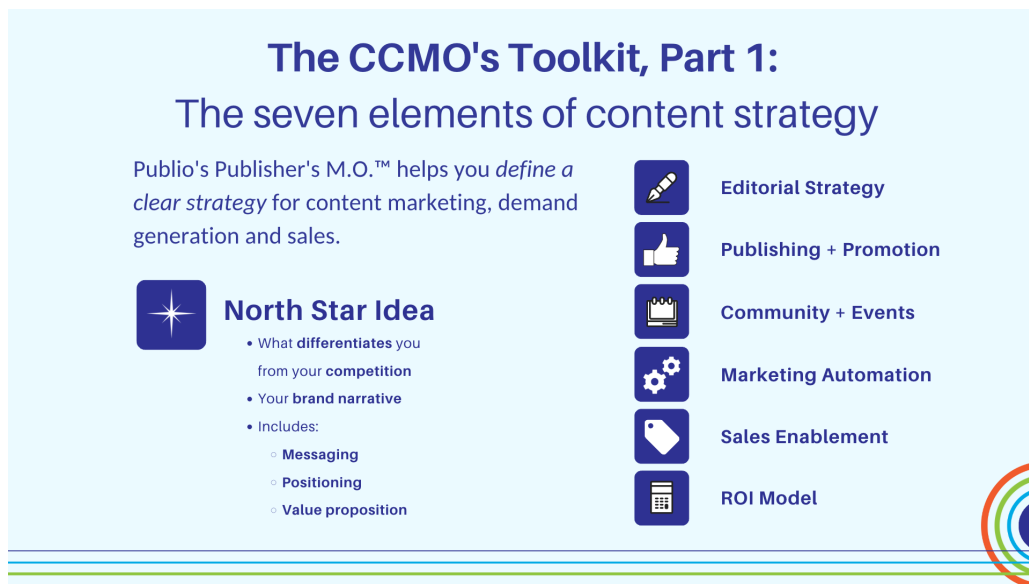 The CCMO's Toolkit, Part 1:
The seven elements of content strategy
Publio's Publisher's M.O.™ helps you define a
clear strategy for content marketing, demand
generation and sales.
North Star Idea
• What differentiates you
from your competition
• Your brand narrative
• Includes:
◦ Messaging
◦ Positioning
◦ Value proposition
Editorial Strategy
Publishing + Promotion
Community + Events
Marketing Automation
Sales Enablement
ROI Model